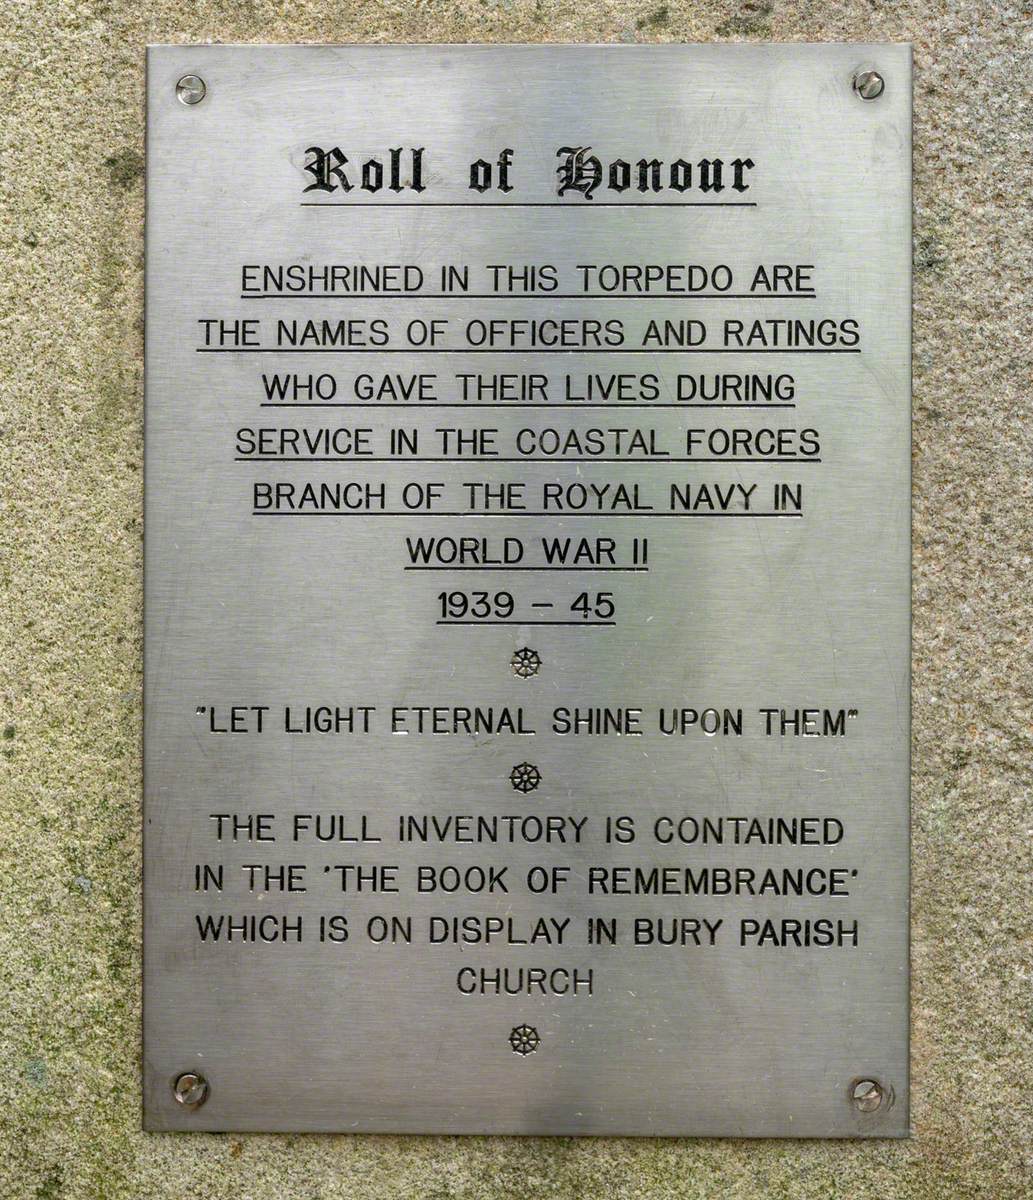 Roll of Honour
ENSHRINED IN THIS TORPEDO ARE
THE NAMES OF OFFICERS AND RATINGS
WHO GAVE THEIR LIVES DURING
SERVICE IN THE COASTAL FORCES
BRANCH OF THE ROYAL NAVY IN
WORLD WAR II
1939 – 45
"LET LIGHT ETERNAL SHINE UPON THEM"
THE FULL INVENTORY IS CONTAINED
IN THE 'THE BOOK OF REMEMBRANCE'
WHICH IS ON DISPLAY IN BURY PARISH
CHURCH